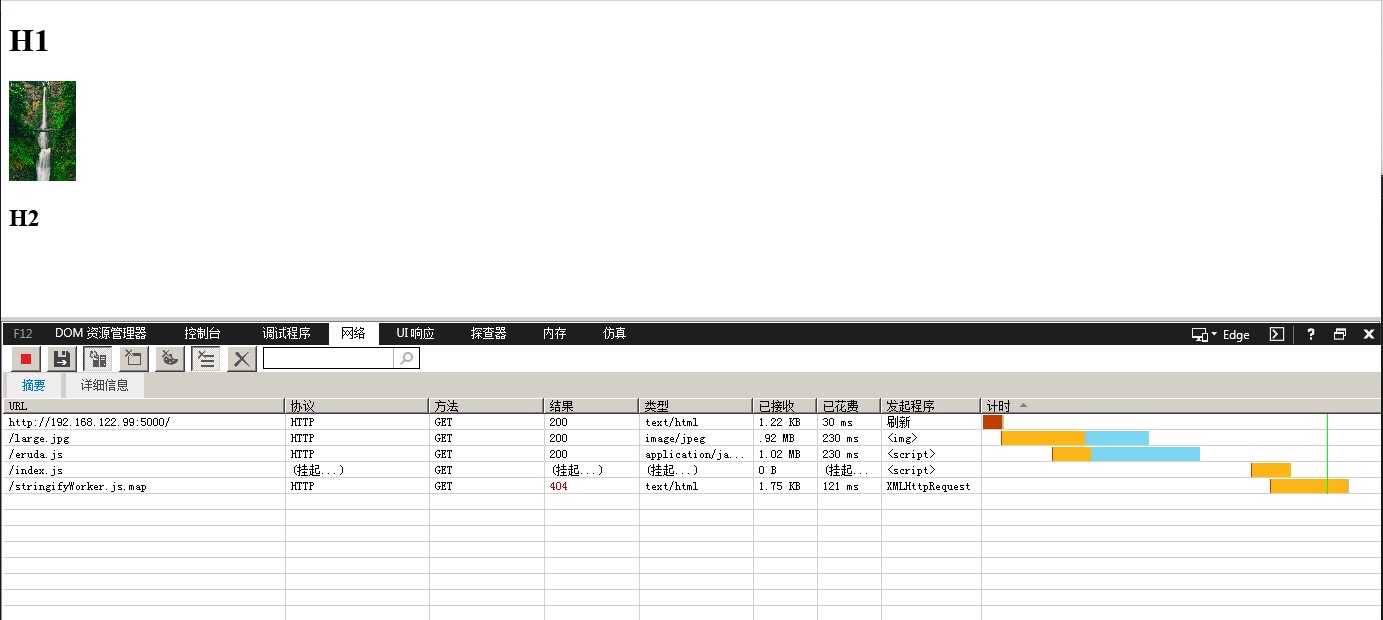 H1
H2
F12 DOM 资源管理器 控制台 调试程序 网络 UI 响应 探查器 内存 仿真 Edge ?
摘要 详细信息
URL 协议 方法 结果 类型 已接收 已花费 发起程序 计时
http://192.168.122.99:5000/ HTTP GET 200 text/html 1.22 KB 30 ms 刷新
/large.jpg HTTP GET 200 image/jpeg .92 MB 230 ms <img>
/eruda.js HTTP GET 200 application/ja... 1.02 MB 230 ms <script>
/index.js (挂起...) GET (挂起...) (挂起...) 0 B (挂起... <script>
/stringifyWorker.js.map HTTP GET 404 text/html 1.75 KB 121 ms XMLHttpRequest